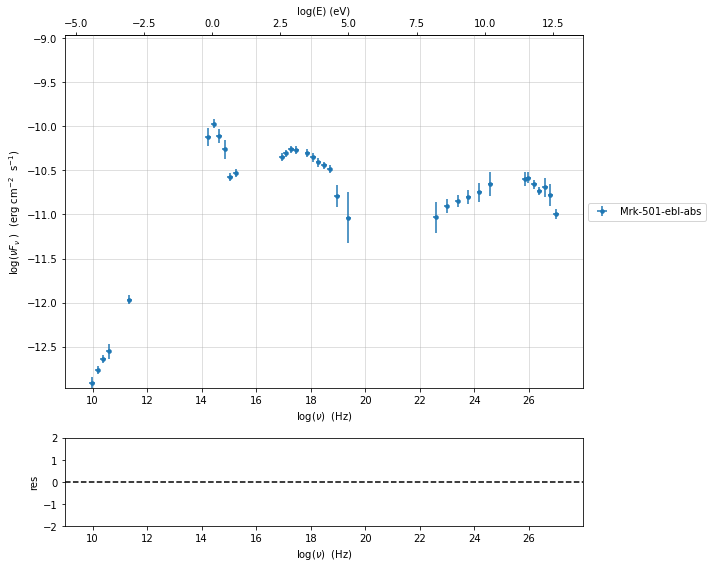 log(E) (eV)
−5.0 −2.5 0.0 2.5 5.0 7.5 10.0 12.5
−9.0
−9.5
−10.0
−10.5
−11.0
−11.5
−12.0
−12.5
log(νFν ) (erg cm−2 s−1)
Mrk-501-ebl-abs
10 12 14 16 18 20 22 24 26
log(ν) (Hz)
2
1
0
−1
−2
res
10 12 14 16 18 20 22 24 26
log(ν) (Hz)